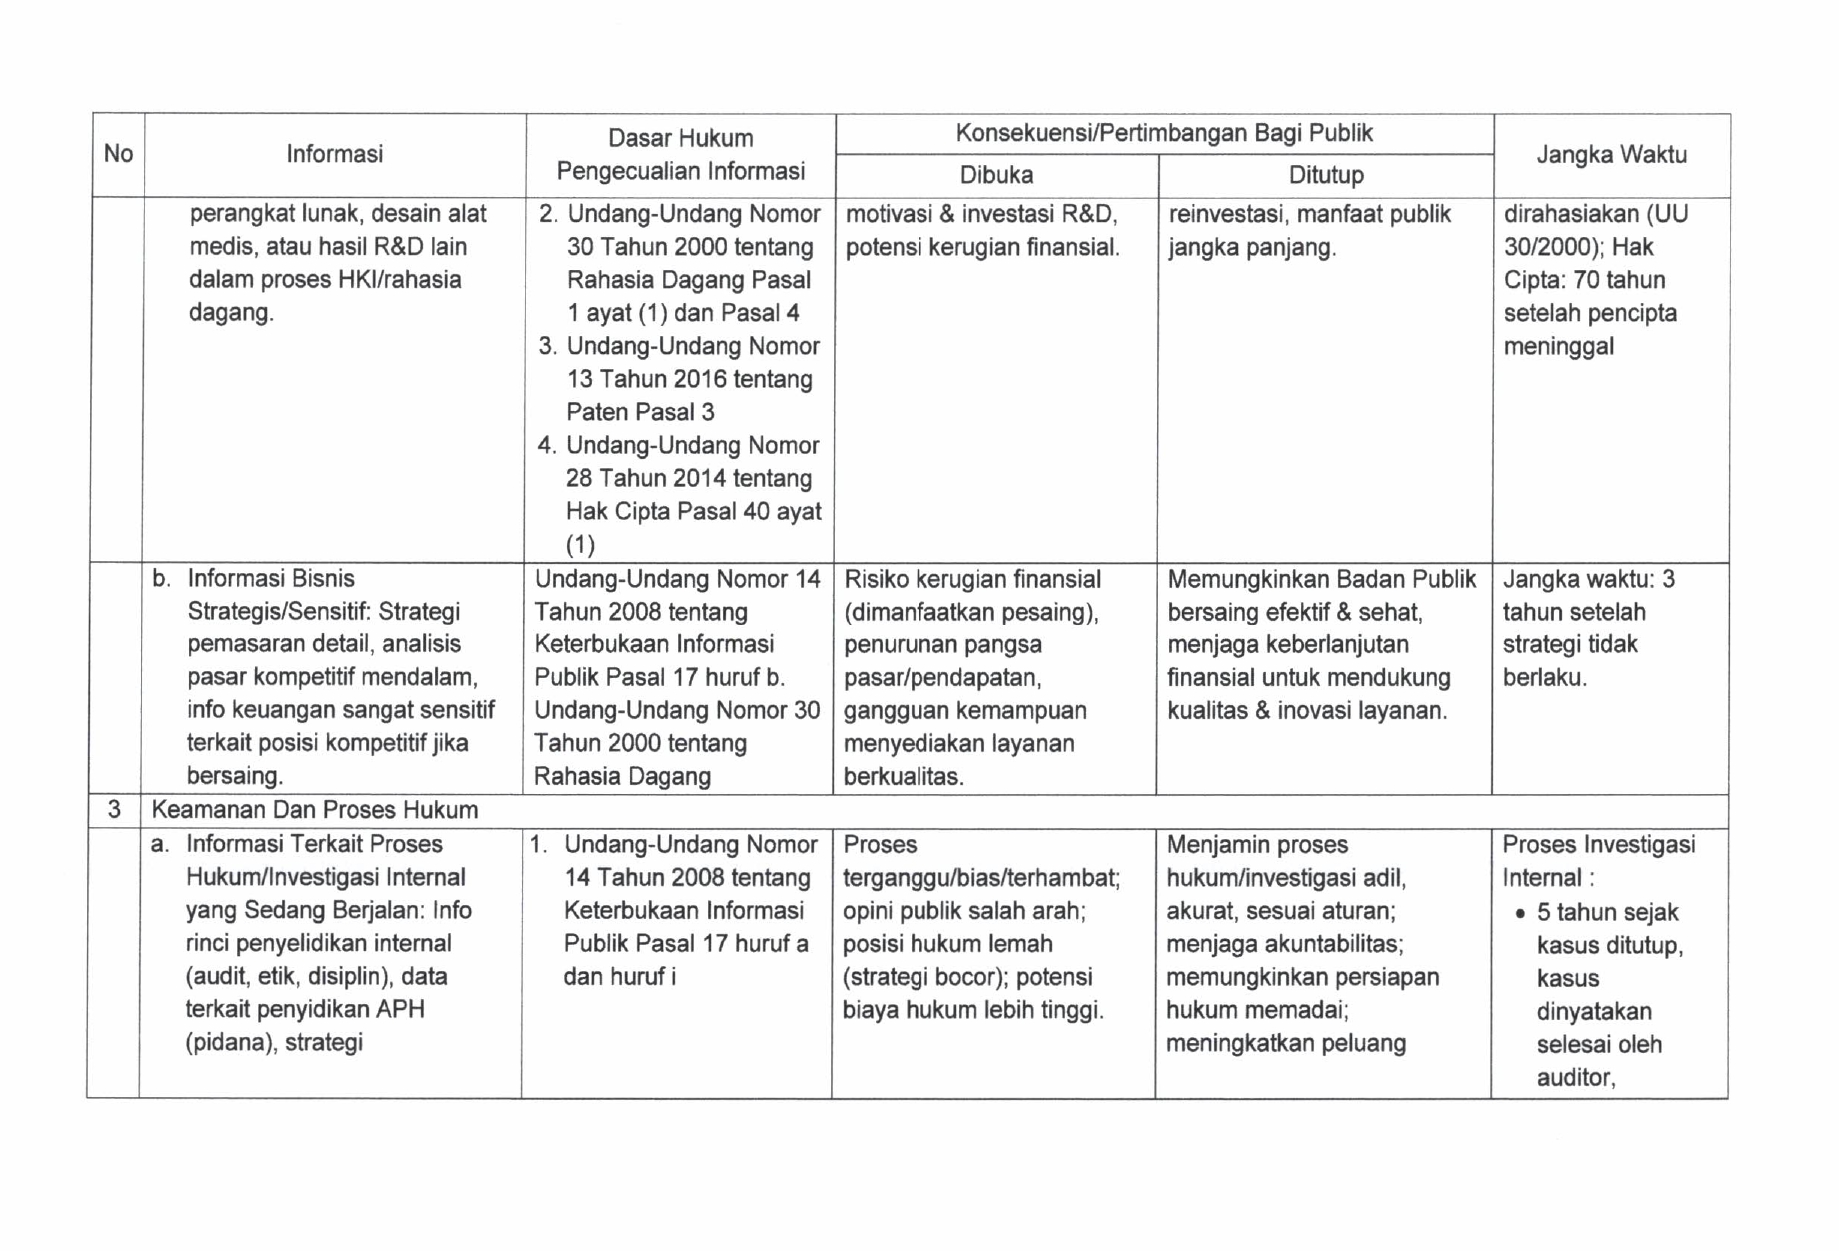 No
Informasi
Dasar Hukum
Pengecualian Informasi
Konsekuensi/Pertimbangan Bagi Publik
Dibuka
Ditutup
Jangka Waktu
perangkat lunak, desain alat
medis, atau hasil R&D lain
dalam proses HKI/rahasia
dagang.
2. Undang-Undang Nomor
30 Tahun 2000 tentang
Rahasia Dagang Pasal
1 ayat (1) dan Pasal 4
3. Undang-Undang Nomor
13 Tahun 2016 tentang
Paten Pasal 3
4. Undang-Undang Nomor
28 Tahun 2014 tentang
Hak Cipta Pasal 40 ayat
(1)
motivasi & investasi R&D,
potensi kerugian finansial.
reinvestasi, manfaat publik
jangka panjang.
dirahasiakan (UU
30/2000); Hak
Cipta: 70 tahun
setelah pencipta
meninggal
b. Informasi Bisnis
Strategis/Sensitif: Strategi
pemasaran detail, analisis
pasar kompetitif mendalam,
info keuangan sangat sensitif
terkait posisi kompetitif jika
bersaing.
Undang-Undang Nomor 14
Tahun 2008 tentang
Keterbukaan Informasi
Publik Pasal 17 huruf b.
Undang-Undang Nomor 30
Tahun 2000 tentang
Rahasia Dagang
Risiko kerugian finansial
(dimanfaatkan pesaing),
penurunan pangsa
pasar/pendapatan,
gangguan kemampuan
menyediakan layanan
berkualitas.
Memungkinkan Badan Publik
bersaing efektif & sehat,
menjaga keberlanjutan
finansial untuk mendukung
kualitas & inovasi layanan.
Jangka waktu: 3
tahun setelah
strategi tidak
berlaku.
3 Keamanan Dan Proses Hukum
a. Informasi Terkait Proses
Hukum/Investigasi Internal
yang Sedang Berjalan: Info
rinci penyelidikan internal
(audit, etik, disiplin), data
terkait penyidikan APH
(pidana), strategi
1. Undang-Undang Nomor
14 Tahun 2008 tentang
Keterbukaan Informasi
Publik Pasal 17 huruf a
dan huruf i
Proses
terganggu/bias/terhambat;
opini publik salah arah;
posisi hukum lemah
(strategi bocor); potensi
biaya hukum lebih tinggi.
Menjamin proses
hukum/investigasi adil,
akurat, sesuai aturan;
menjaga akuntabilitas;
memungkinkan persiapan
hukum memadai;
meningkatkan peluang
Proses Investigasi
Internal :
• 5 tahun sejak
kasus ditutup,
kasus
dinyatakan
selesai oleh
auditor,